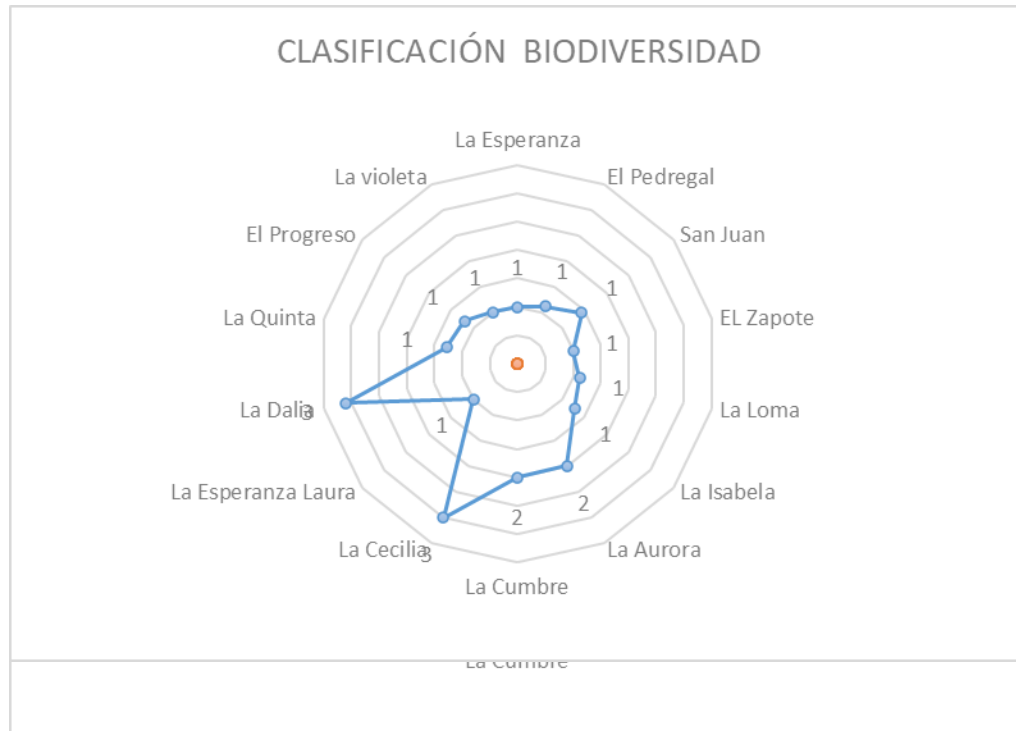 CLASIFICACIÓN BIODIVERSIDAD
La Esperanza
La violeta
El Pedregal
El Progreso
San Juan
1
1
1
1
1
La Quinta
1
1
EL Zapote
1
La Dalia
3
1
La Loma
1
1
La Esperanza Laura
La Isabela
2
2
La Cecilia
3
La Aurora
La Cumbre
La Cumbre